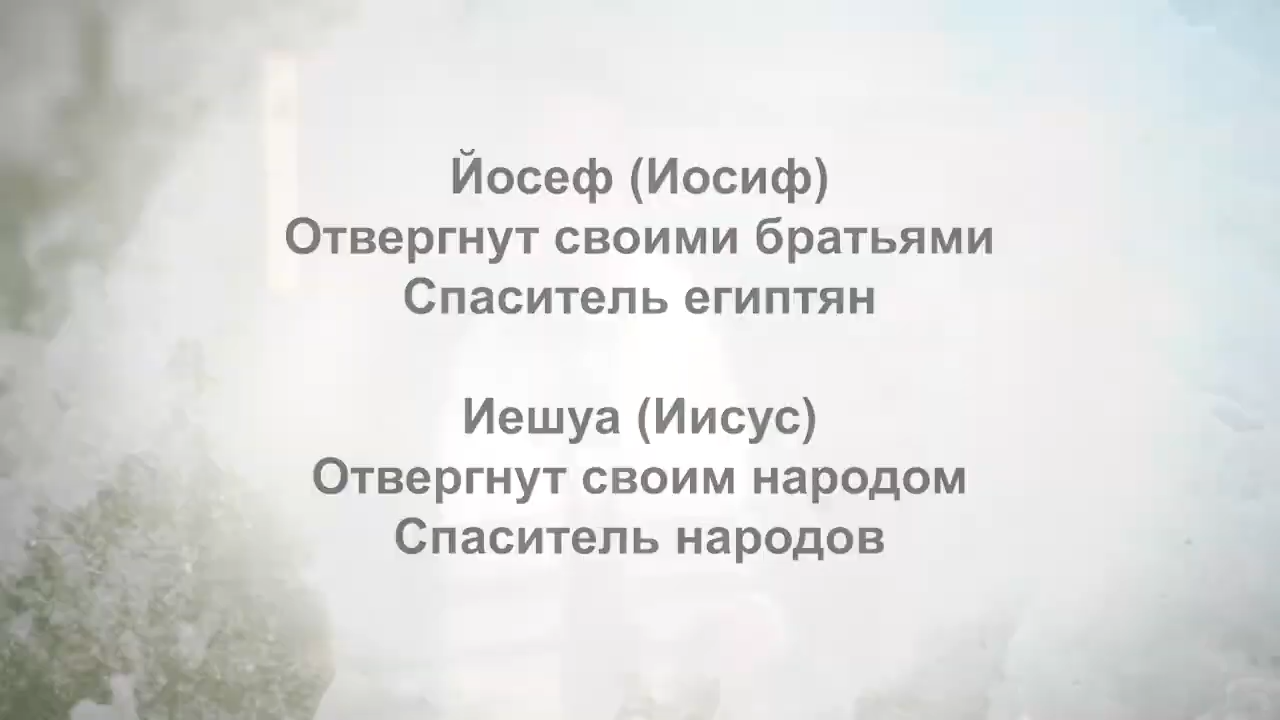 Йосеф (Иосиф)
Отвергнут своими братьями
Спаситель египтян
Иешуа (Иисус)
Отвергнут своим народом
Спаситель народов